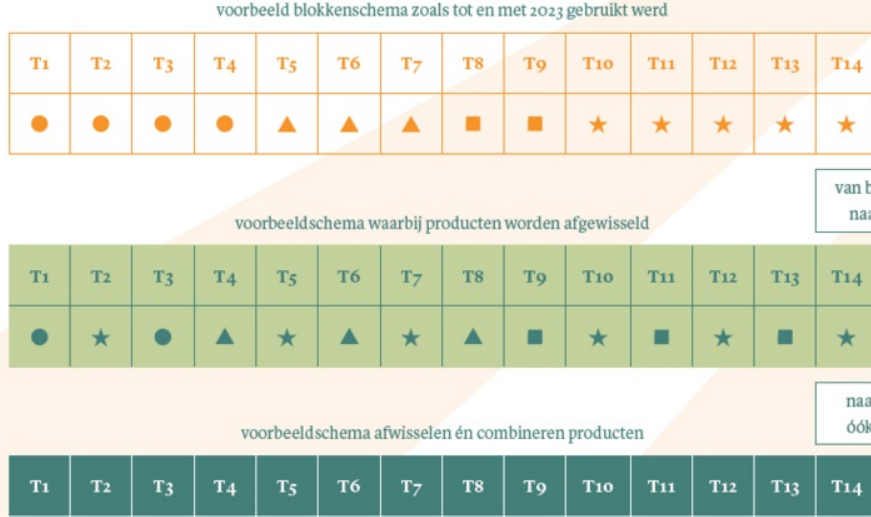 voorbeeld blokkenschema zoals tot en met 2023 gebruikt werd
T1 T2 T3 T4 T5 T6 T7 T8 T9 T10 T11 T12 T13 T14
van b
naa
voorbeeldschema waarbij producten worden afgewisseld
T1 T2 T3 T4 T5 T6 T7 T8 T9 T10 T11 T12 T13 T14
naa
óók
voorbeeldschema afwisselen én combineren producten
T1 T2 T3 T4 T5 T6 T7 T8 T9 T10 T11 T12 T13 T14